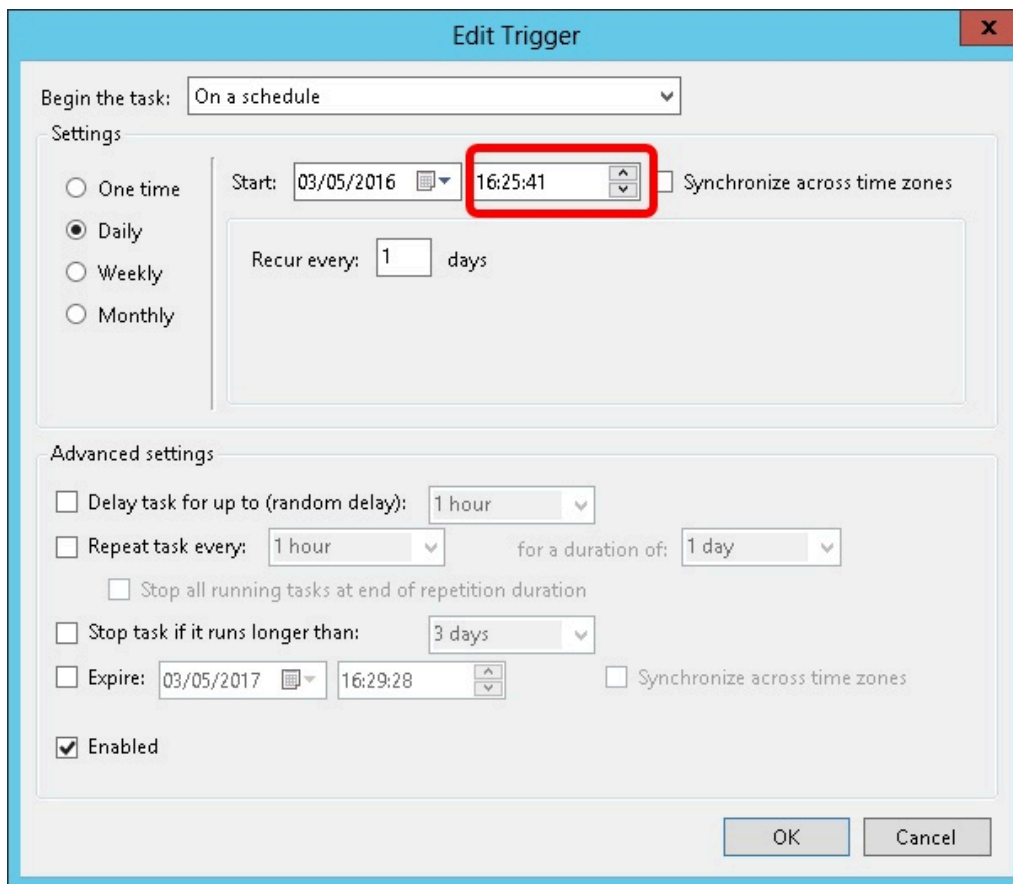 Edit Trigger
x
Begin the task: On a schedule
Settings
One time
Daily
Weekly
Monthly
Start: 03/05/2016 16:25:41 Synchronize across time zones
Recur every: 1 days
Advanced settings
Delay task for up to (random delay): 1 hour
Repeat task every: 1 hour for a duration of: 1 day
Stop all running tasks at end of repetition duration
Stop task if it runs longer than: 3 days
Expire: 03/05/2017 16:29:28 Synchronize across time zones
Enabled
OK Cancel